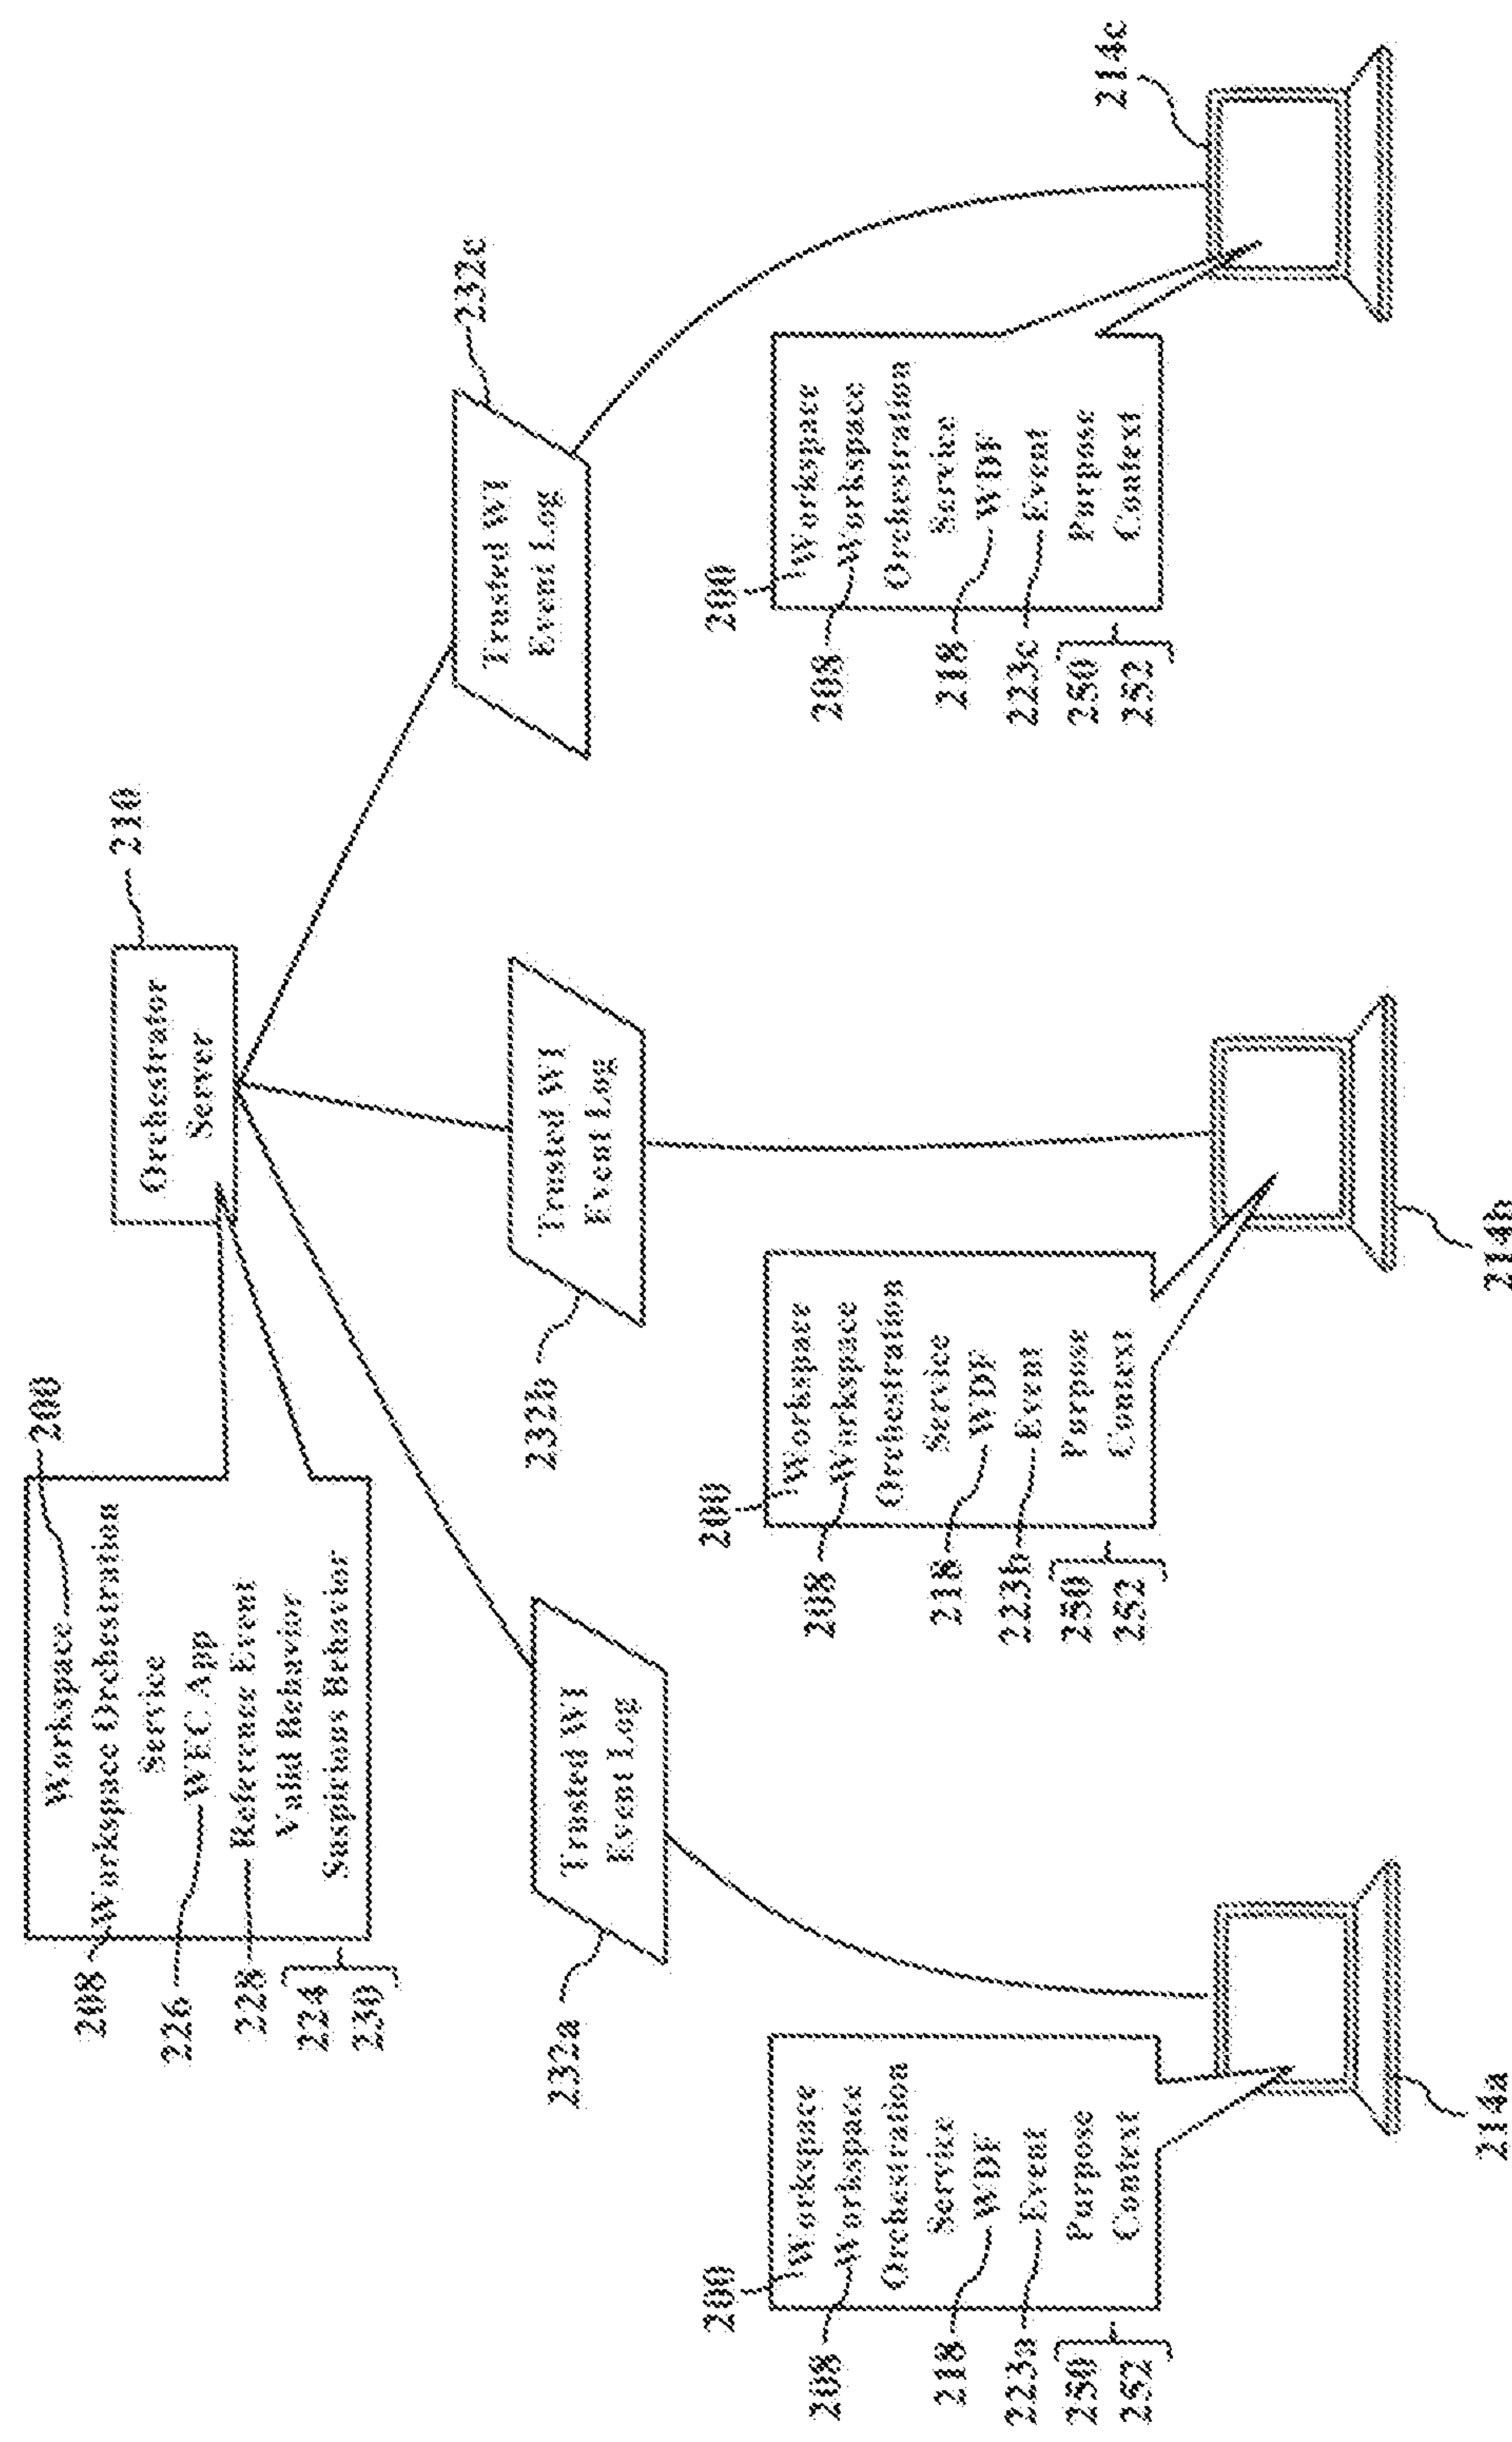 Workspace
200
208
Workspace Orchestration
Service
226
WEC App
228
Reference Event
224
Valid Behavior
230
Suspicious Behavior
Orchestrator
Server
210
232a
Trusted WI
Event Log
232b
Trusted WI
Event Log
232c
Trusted WI
Event Log
200
Workspace
208
Workspace
Orchestration
Service
218
WDF
223a
Event
250
Purpose
252
Context
214a
200
Workspace
208
Workspace
Orchestration
Service
218
WDF
223b
Event
250
Purpose
252
Context
214b
200
Workspace
208
Workspace
Orchestration
Service
218
WDF
223c
Event
250
Purpose
252
Context
214c